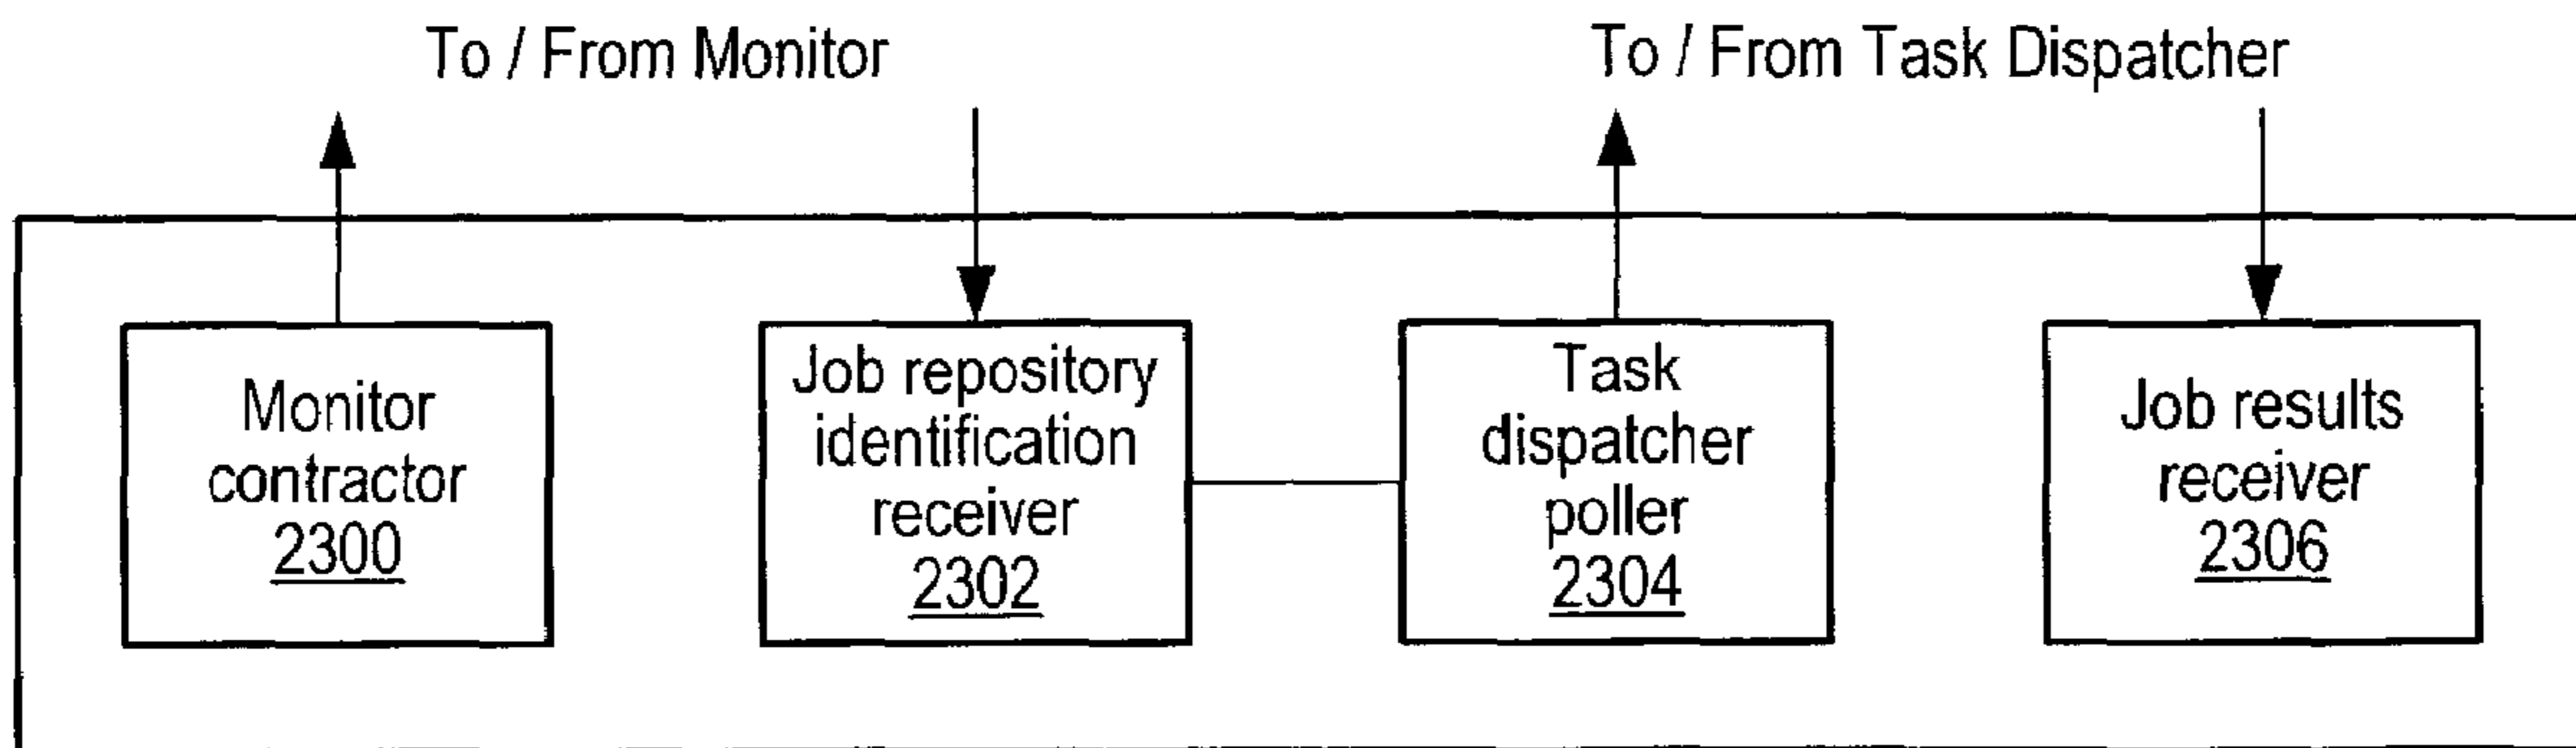 To / From Monitor
To / From Task Dispatcher
Monitor
contractor
2300
Job repository
identification
receiver
2302
Task
dispatcher
poller
2304
Job results
receiver
2306